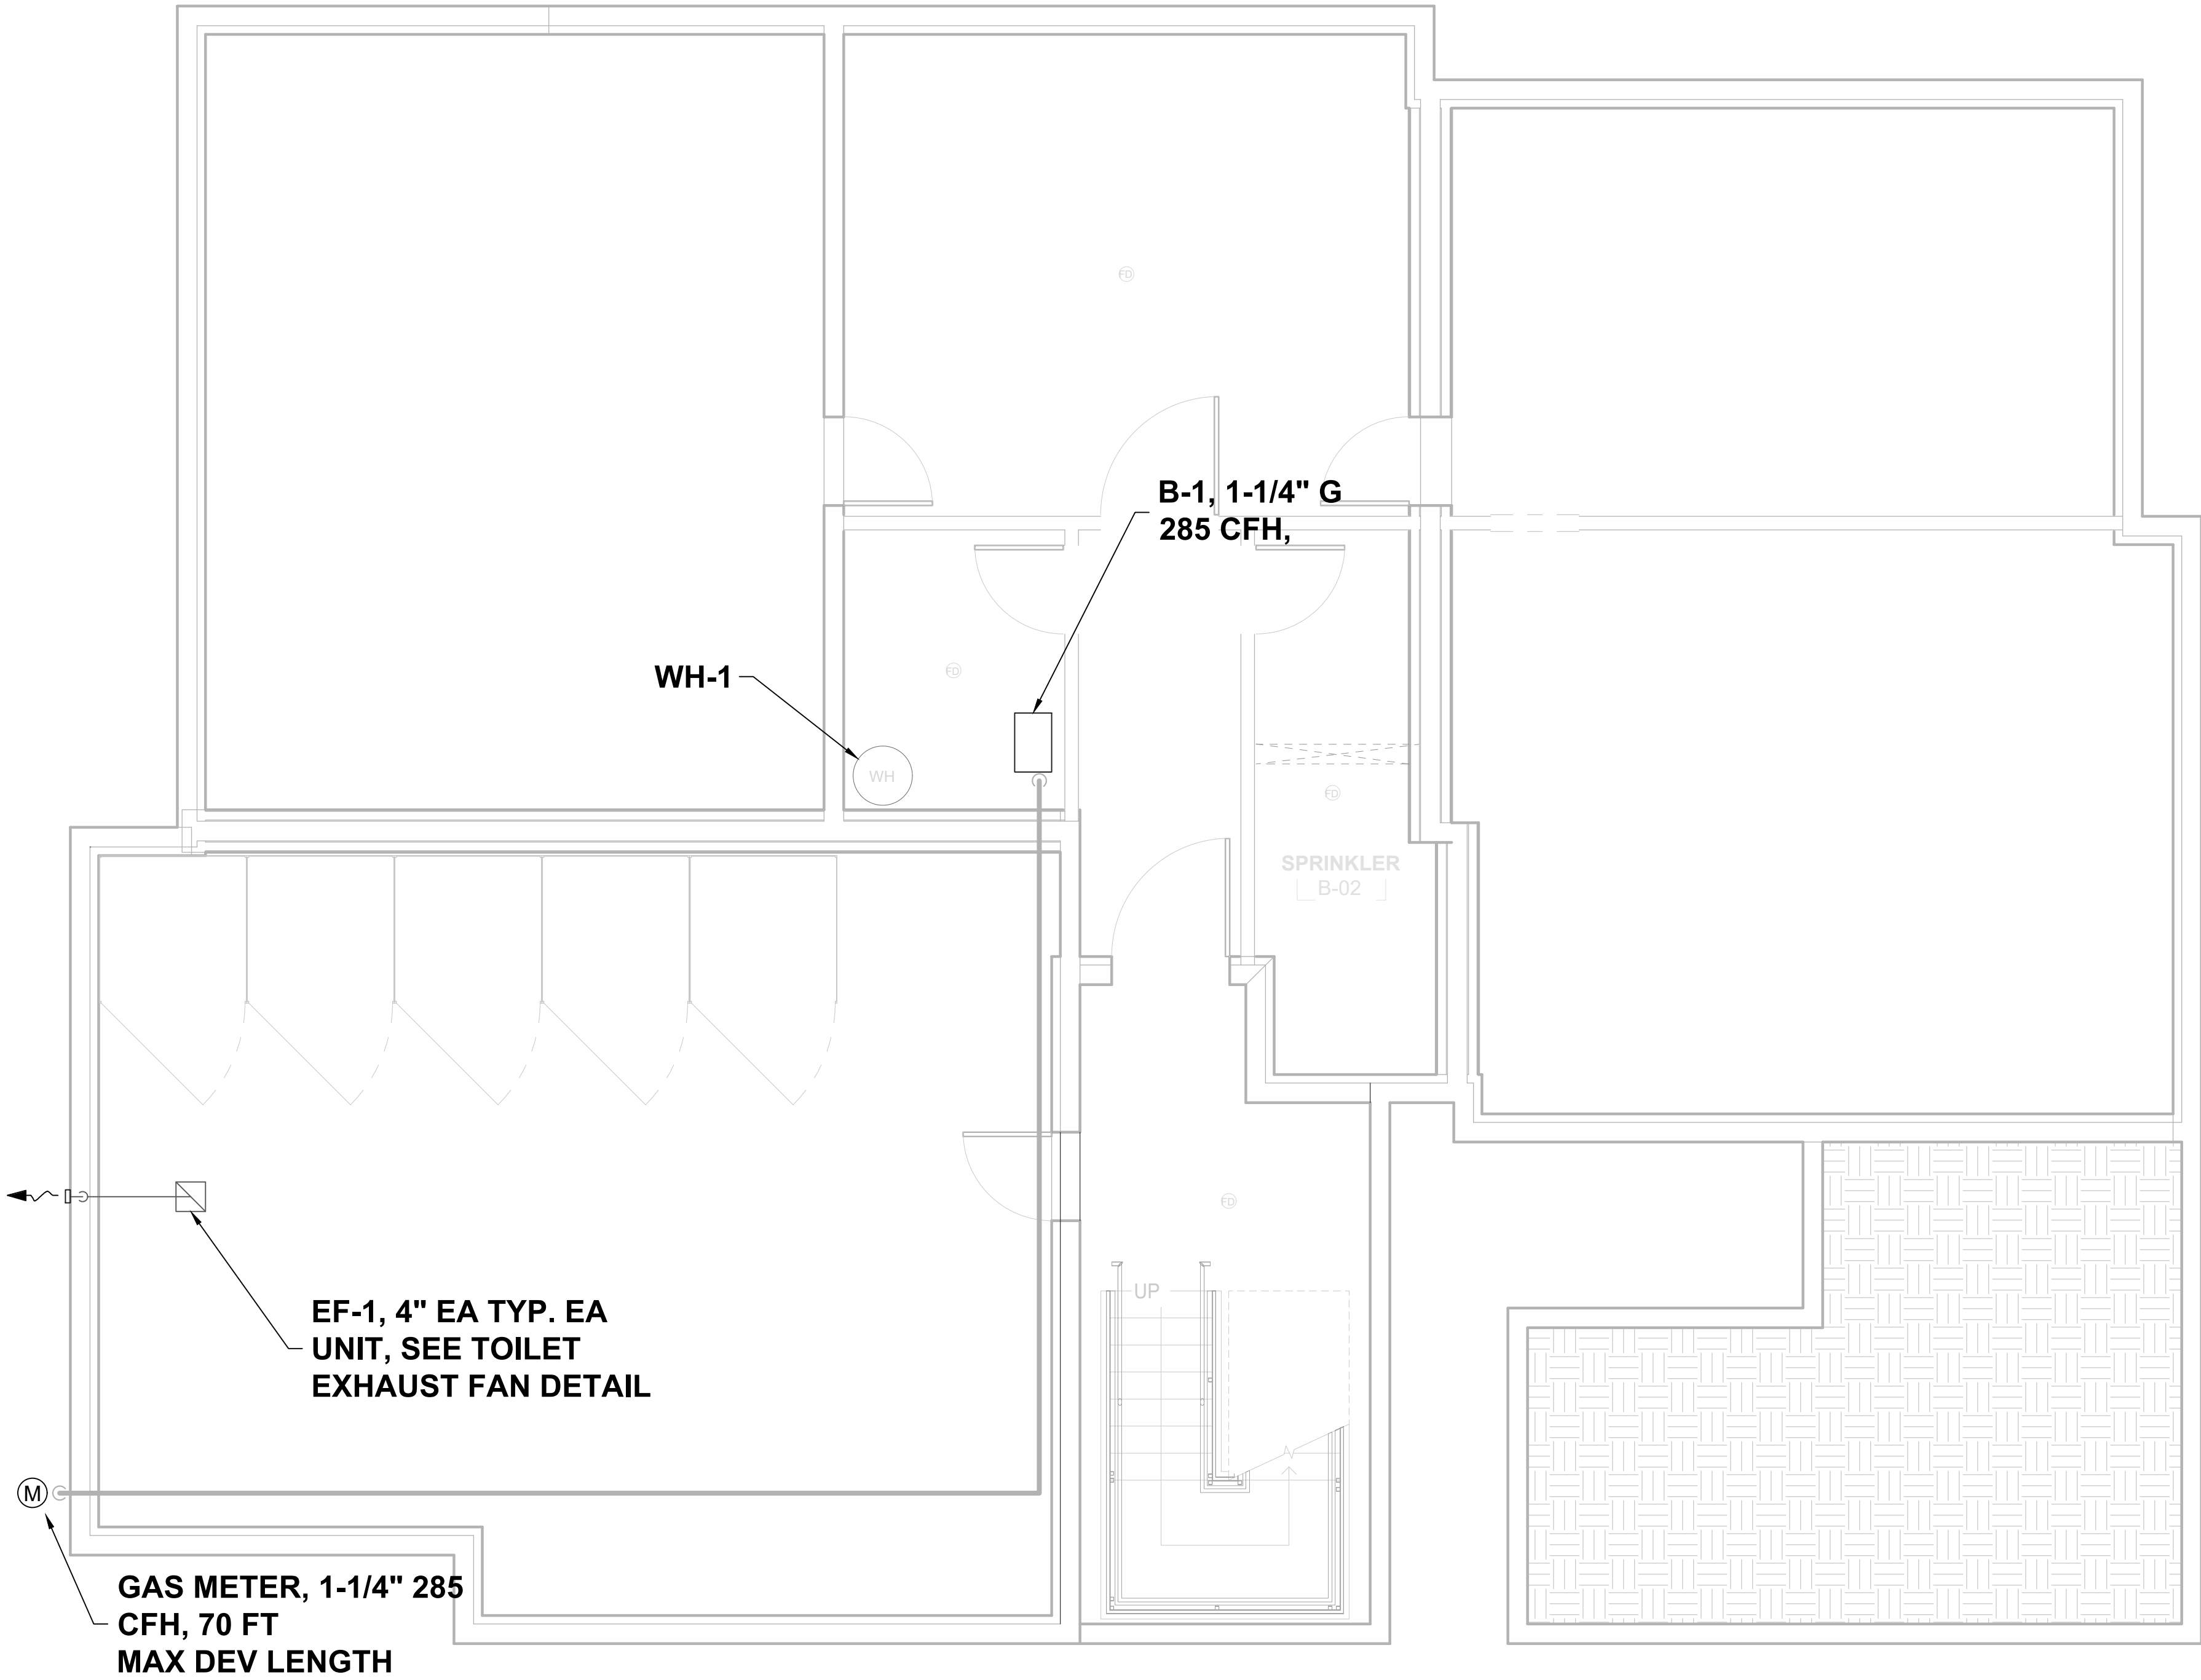 FD
B-1, 1-1/4" G
285 CFH,
WH-1
FD
WH
FD
SPRINKLER
B-02
FD
EF-1, 4" EA TYP. EA
UNIT, SEE TOILET
EXHAUST FAN DETAIL
UP
M
GAS METER, 1-1/4" 285
CFH, 70 FT
MAX DEV LENGTH